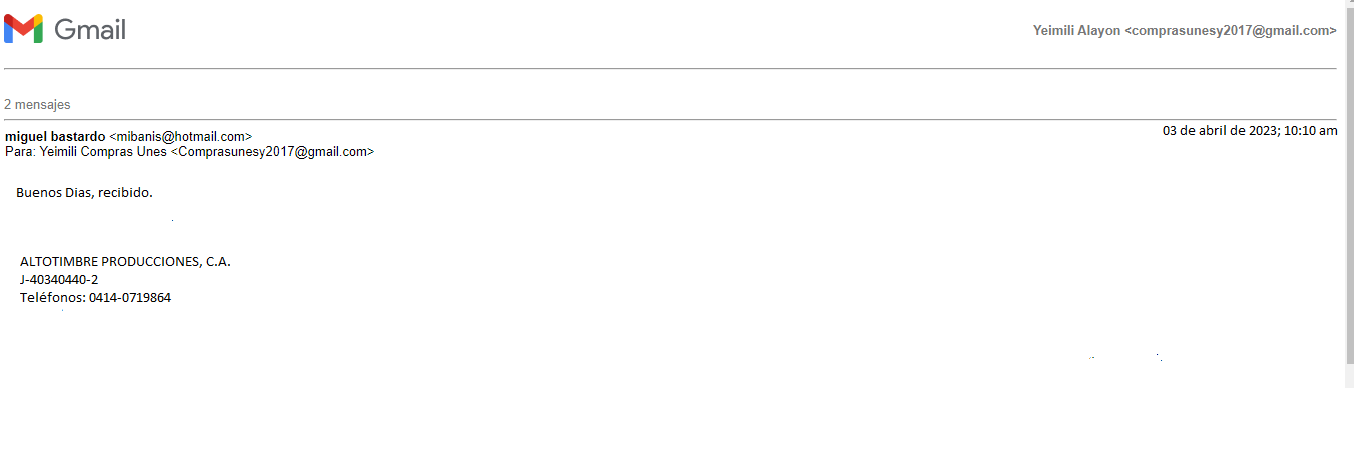 Gmail
Yeimili Alayon <comprasunesy2017@gmail.com>
2 mensajes
miguel bastardo <mibanis@hotmail.com>
03 de abril de 2023; 10:10 am
Para: Yeimili Compras Unes <Comprasunesy2017@gmail.com>
Buenos Dias, recibido.
ALTOTIMBRE PRODUCCIONES, C.A.
J-40340440-2
Teléfonos: 0414-0719864